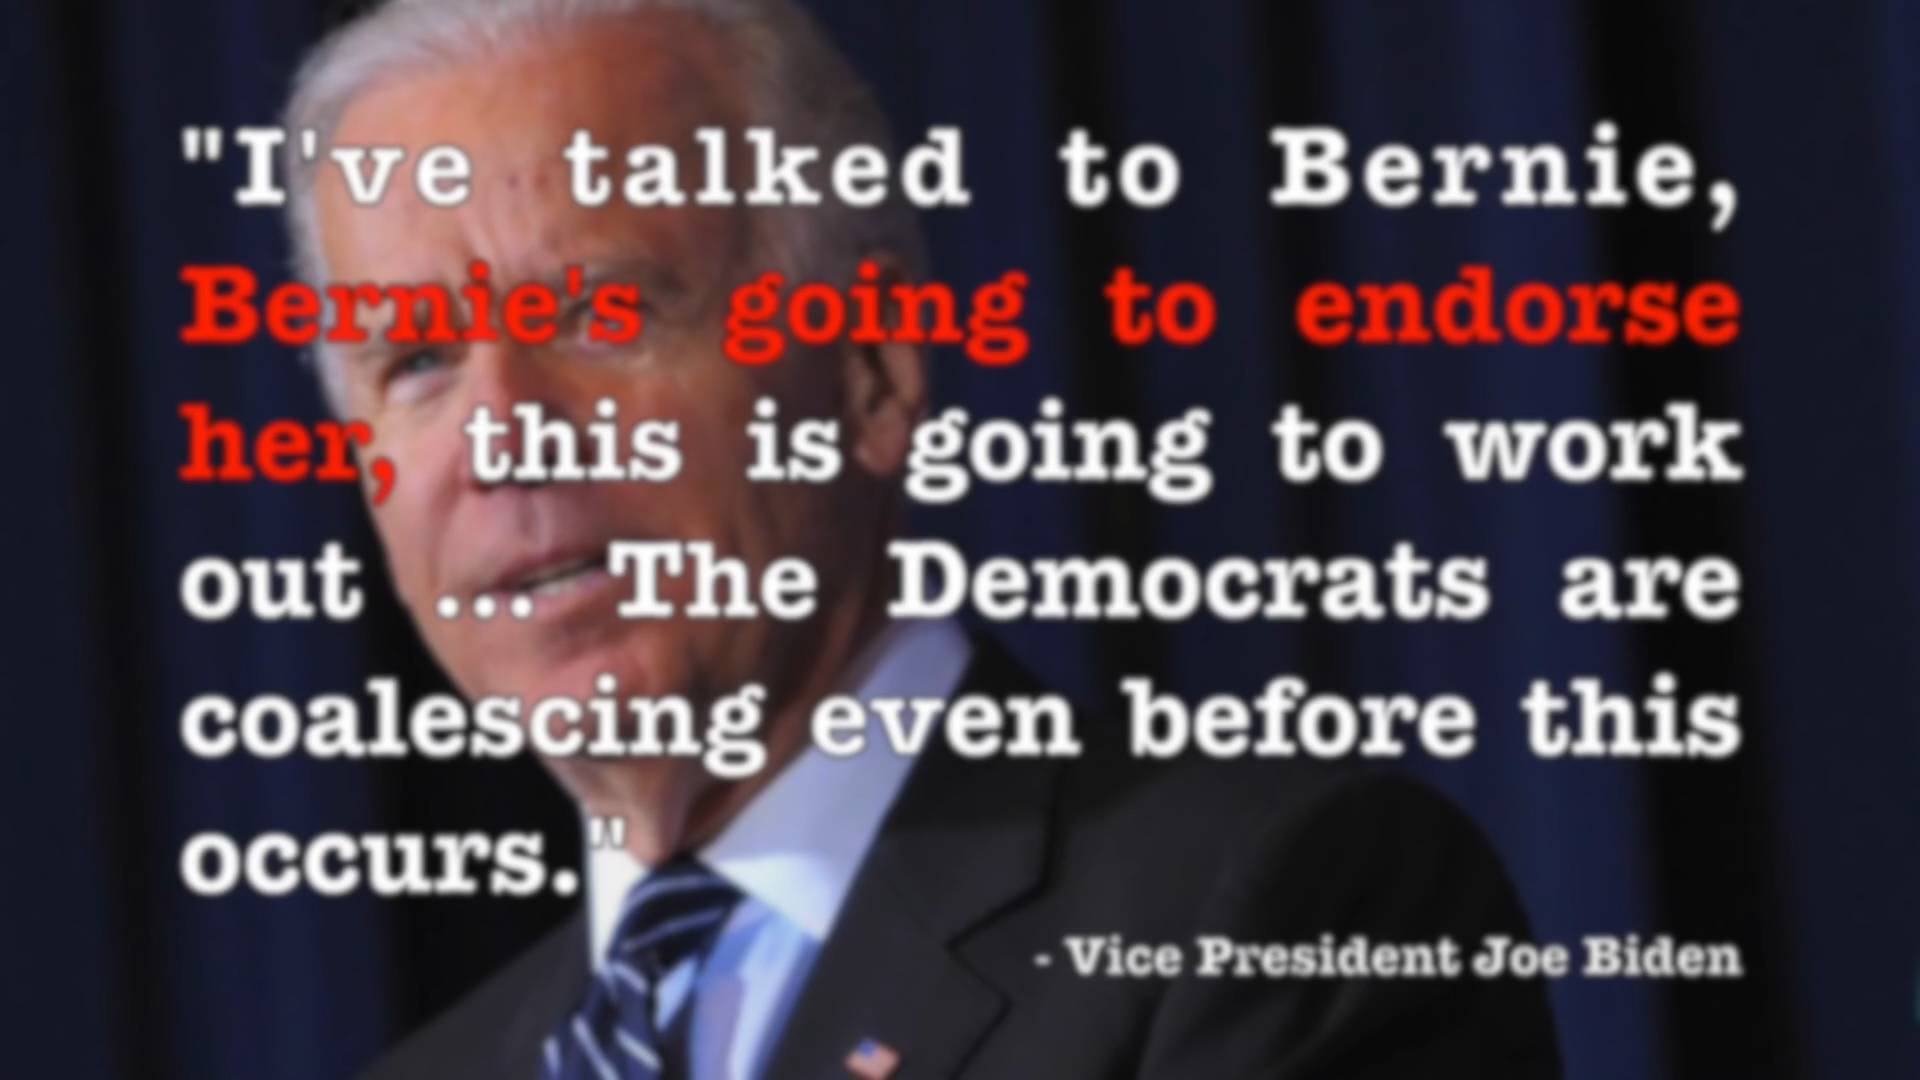 "I've talked to Bernie,
Bernie's going to endorse
her, this is going to work
out ... The Democrats are
coalescing even before this
occurs."
- Vice President Joe Biden